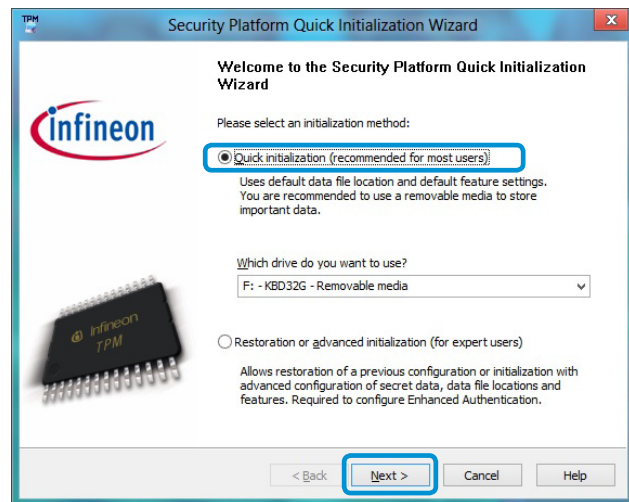 TPM
Security Platform Quick Initialization Wizard
X
Welcome to the Security Platform Quick Initialization
Wizard
infineon
Please select an initialization method:
Quick initialization (recommended for most users)
Uses default data file location and default feature settings.
You are recommended to use a removable media to store
important data.
Which drive do you want to use?
F: - KBD32G - Removable media
Infineon
TPM
Restoration or advanced initialization (for expert users)
Allows restoration of a previous configuration or initialization with
advanced configuration of secret data, data file locations and
features. Required to configure Enhanced Authentication.
< Back
Next >
Cancel
Help